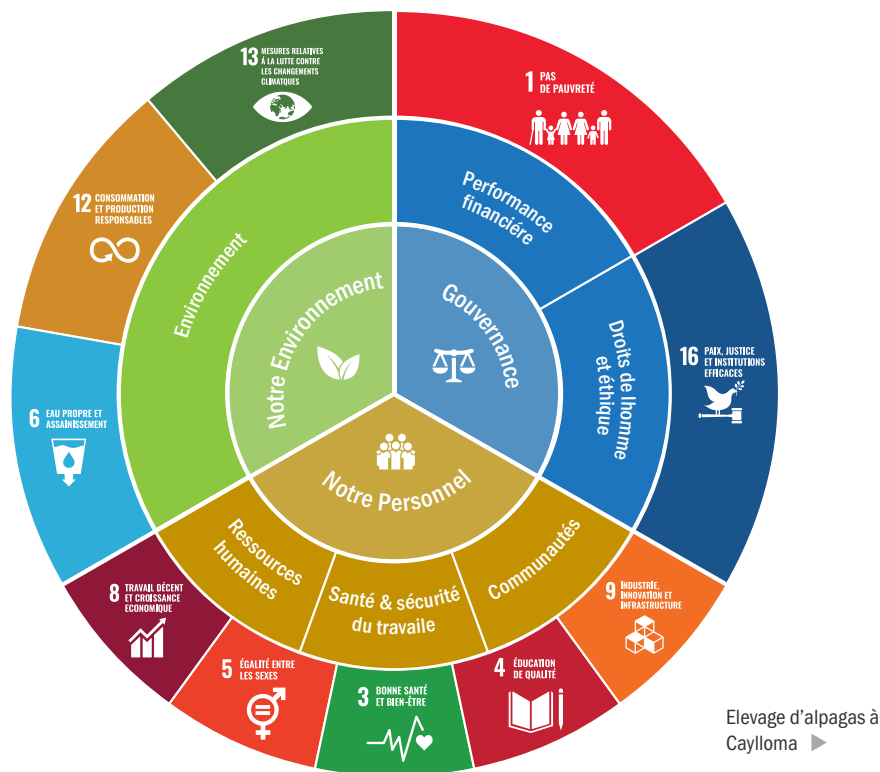 13 MESURES RELATIVES
À LA LUTTE CONTRE
LES CHANGEMENTS
CLIMATQUES
1 PAS
DE PAUVRETÉ
12 CONSOMMATION
ET PRODUCTION
RESPONSABLES
Performance
financiére
Environnement
Notre Environnement
Gouvernance
Droits de lhomme
et éthique
16 PAIX, JUSTICE
ET INSTITUTIONS
EFFICACES
6 EAU PROPRE ET
ASSAINISSEMENT
Notre Personnel
Ressources
humaines
Santé & sécurité
du travaile
Communautés
8 TRAVAIL DÉCENT
ET CROISSANCE
ECONOMIQUE
9 INDUSTRIE,
INNOVATION ET
INFRASTRUCTURE
5 ÉGALITÉ ENTRE
LES SEXES
3 BONNE SANTÉ
ET BIEN-ÊTRE
4 ÉDUCATION
DE QUALITÉ
Elevage d'alpagas à
Caylloma